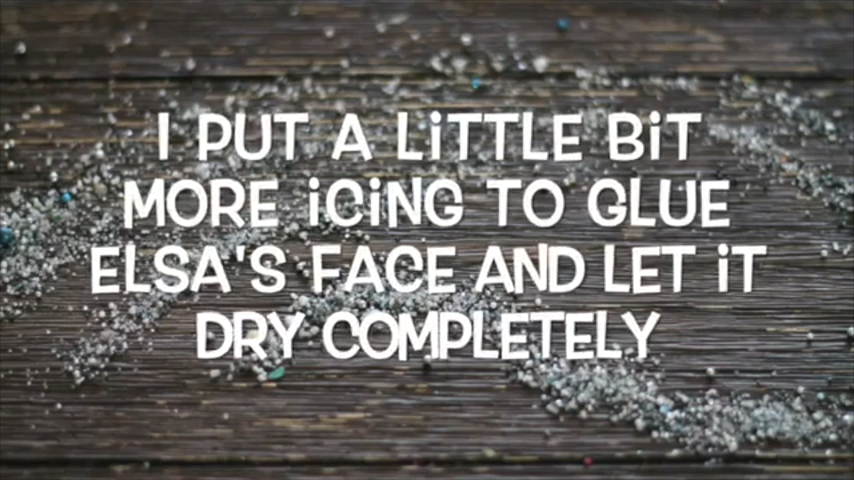 I PUT A LiTTLE BiT
MORE iCiNG TO GLUE
ELSA'S FACE AND LET iT
DRY COMPLETELY